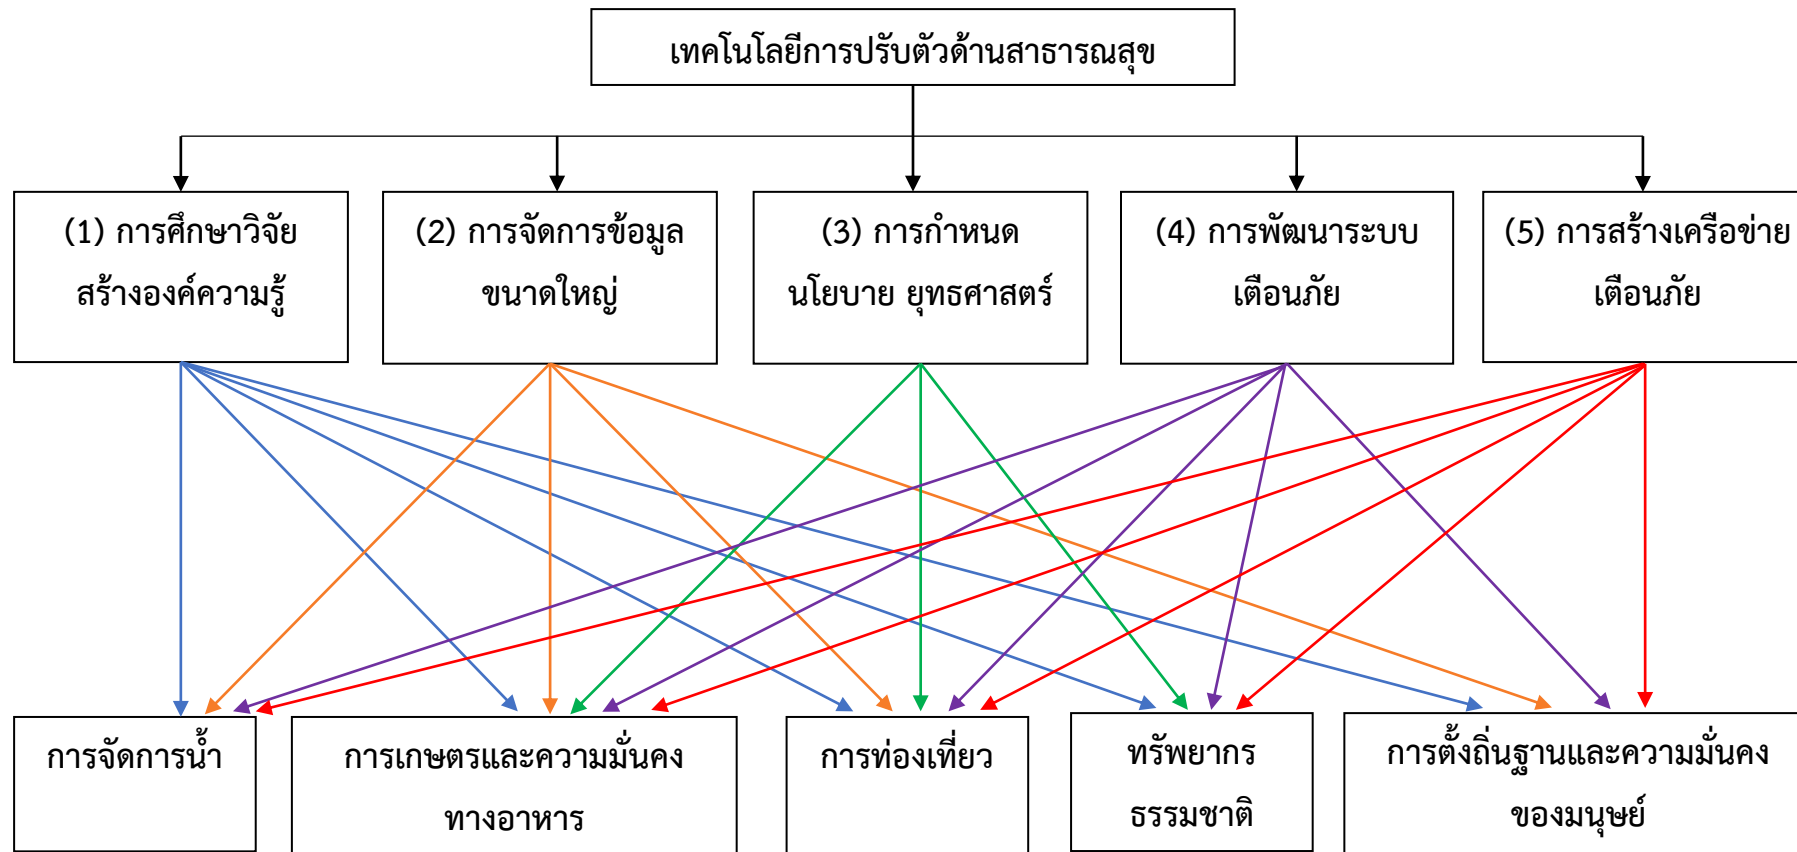 เทคโนโลยีการปรับตัวด้านสาธารณสุข
(1) การศึกษาวิจัย
สร้างองค์ความรู้
(2) การจัดการข้อมูล
ขนาดใหญ่
(3) การกำหนด
นโยบาย ยุทธศาสตร์
(4) การพัฒนาระบบ
เตือนภัย
(5) การสร้างเครือข่าย
เตือนภัย
การจัดการน้ำ
การเกษตรและความมั่นคง
ทางอาหาร
การท่องเที่ยว
ทรัพยากร
ธรรมชาติ
การตั้งถิ่นฐานและความมั่นคง
ของมนุษย์